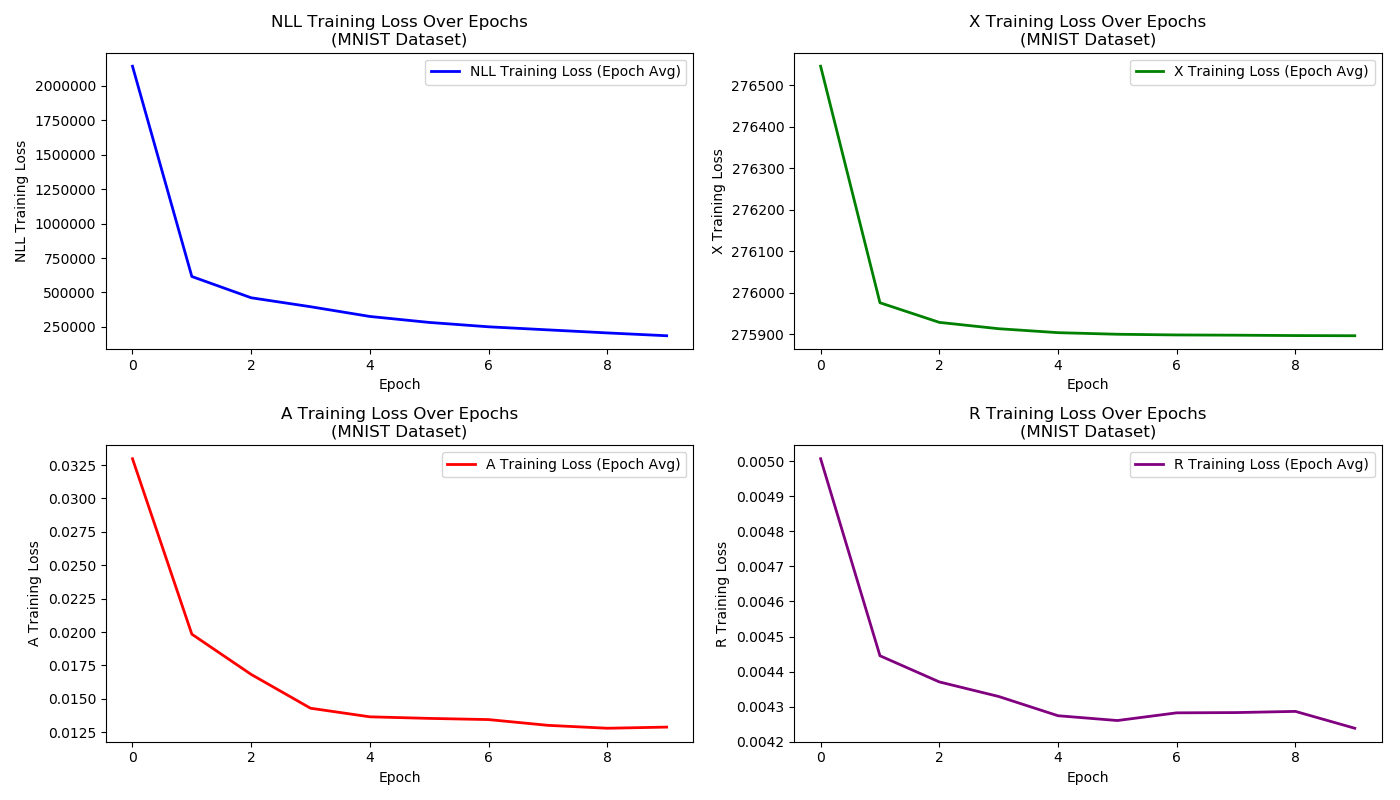 NLL Training Loss Over Epochs
(MNIST Dataset)
NLL Training Loss (Epoch Avg)
NLL Training Loss
2000000
1750000
1500000
1250000
1000000
750000
500000
250000
0 2 4 6 8
Epoch
X Training Loss Over Epochs
(MNIST Dataset)
X Training Loss (Epoch Avg)
X Training Loss
276500
276400
276300
276200
276100
276000
275900
0 2 4 6 8
Epoch
A Training Loss Over Epochs
(MNIST Dataset)
A Training Loss (Epoch Avg)
A Training Loss
0.0325
0.0300
0.0275
0.0250
0.0225
0.0200
0.0175
0.0150
0.0125
0 2 4 6 8
Epoch
R Training Loss Over Epochs
(MNIST Dataset)
R Training Loss (Epoch Avg)
R Training Loss
0.0050
0.0049
0.0048
0.0047
0.0046
0.0045
0.0044
0.0043
0.0042
0 2 4 6 8
Epoch